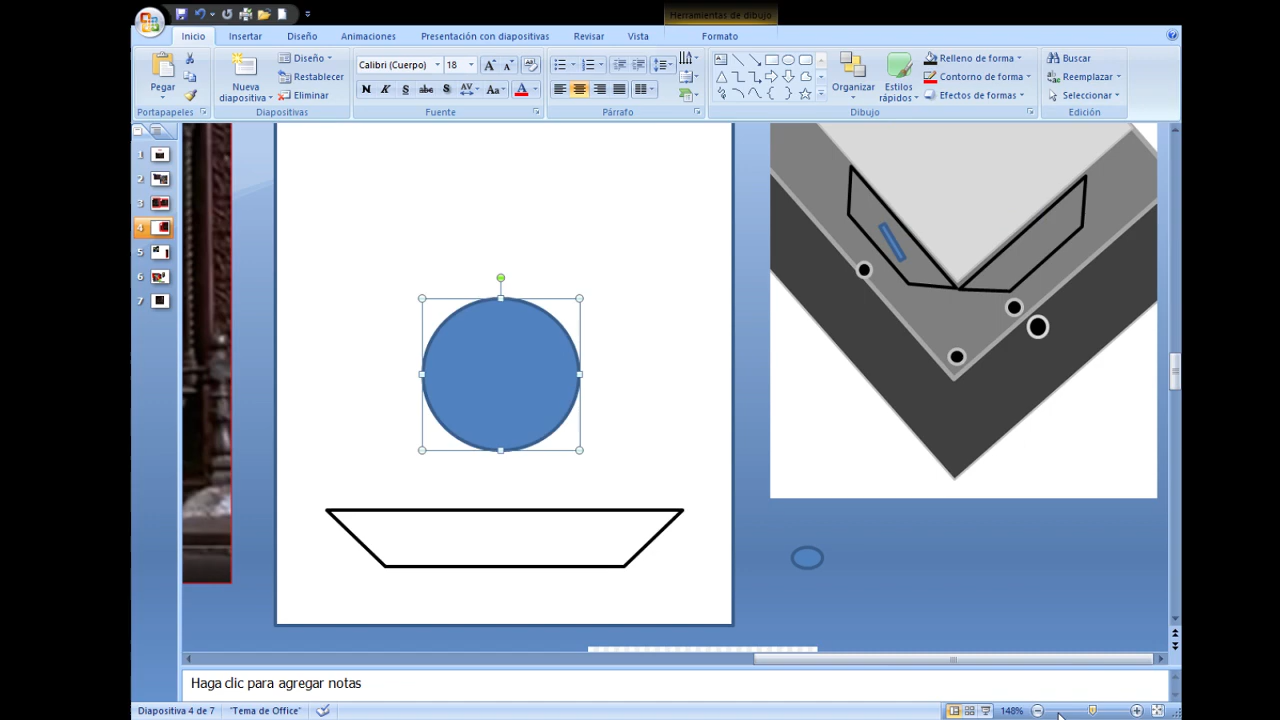 Herramientas de dibujo
Inicio Insertar Diseño Animaciones Presentación con diapositivas Revisar Vista Formato
Pegar
Portapapeles
Nueva diapositiva
Diseño
Restablecer
Eliminar
Diapositivas
Calibri (Cuerpo) 18
N K S abc S AV Aa A
Fuente
Párrafo
Organizar
Estilos rápidos
Relleno de forma
Contorno de forma
Efectos de formas
Dibujo
Buscar
Reemplazar
Seleccionar
Edición
1
2
3
4
5
6
7
Haga clic para agregar notas
Diapositiva 4 de 7 "Tema de Office" 148%